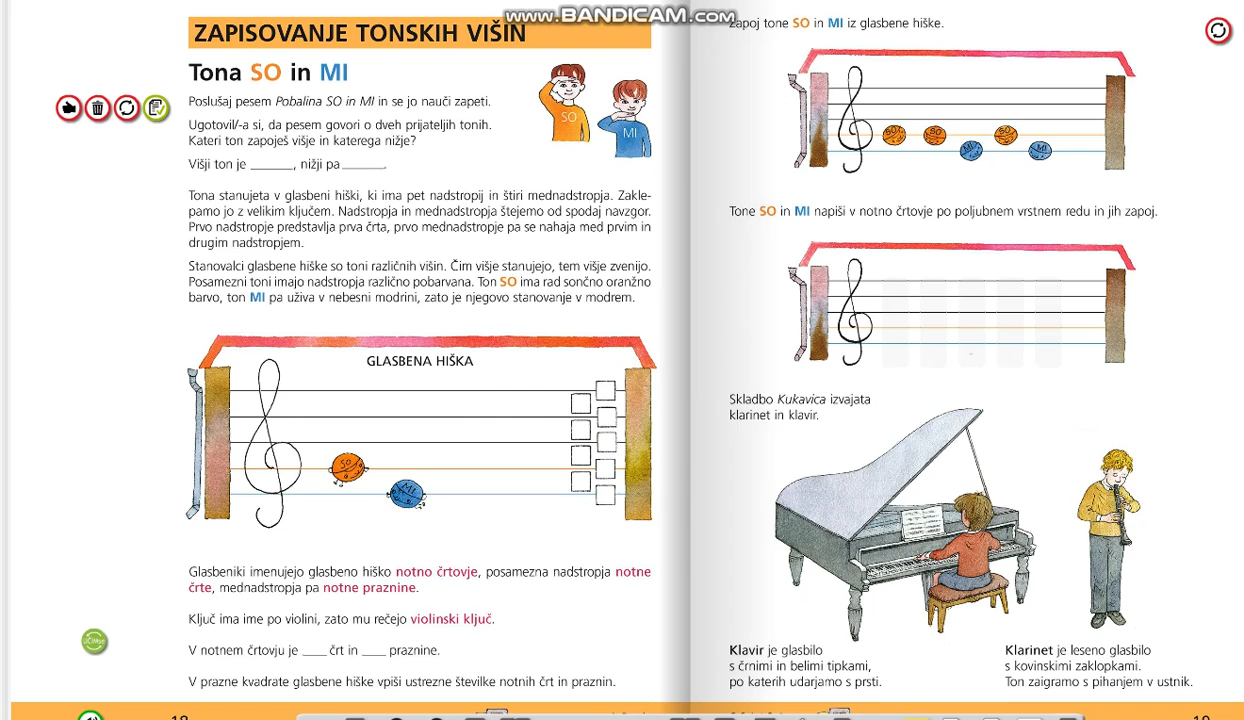 www.BANDICAM.com
ZAPISOVANJE TONSKIH VIŠIN
Tona SO in MI
Poslušaj pesem Pobalina SO in MI in se jo nauči zapeti.
Ugotovil/-a si, da pesem govori o dveh prijateljih tonih.
Kateri ton zapoješ višje in katerega nižje?
Višji ton je ______, nižji pa ______.
SO
MI
Tona stanujeta v glasbeni hiški, ki ima pet nadstropij in štiri mednadstropja. Zakle-
pamo jo z velikim ključem. Nadstropja in mednadstropja štejemo od spodaj navzgor.
Prvo nadstropje predstavlja prva črta, prvo mednadstropje pa se nahaja med prvim in
drugim nadstropjem.
Stanovalci glasbene hiške so toni različnih višin. Čim višje stanujejo, tem višje zvenijo.
Posamezni toni imajo nadstropja različno pobarvana. Ton SO ima rad sončno oranžno
barvo, ton MI pa uživa v nebesni modrini, zato je njegovo stanovanje v modrem.
GLASBENA HIŠKA
SO
MI
Glasbeniki imenujejo glasbeno hiško notno črtovje, posamezna nadstropja notne
črte, mednadstropja pa notne praznine.
Ključ ima ime po violini, zato mu rečejo violinski ključ.
UČIMse
V notnem črtovju je ___ črt in ___ praznine.
V prazne kvadrate glasbene hiške vpiši ustrezne številke notnih črt in praznin.
18
Zapoj tone SO in MI iz glasbene hiške.
SO SO MI SO MI
Tone SO in MI napiši v notno črtovje po poljubnem vrstnem redu in jih zapoj.
Skladbo Kukavica izvajata
klarinet in klavir.
Klavir je glasbilo
s črnimi in belimi tipkami,
po katerih udarjamo s prsti.
Klarinet je leseno glasbilo
s kovinskimi zaklopkami.
Ton zaigramo s pihanjem v ustnik.
19